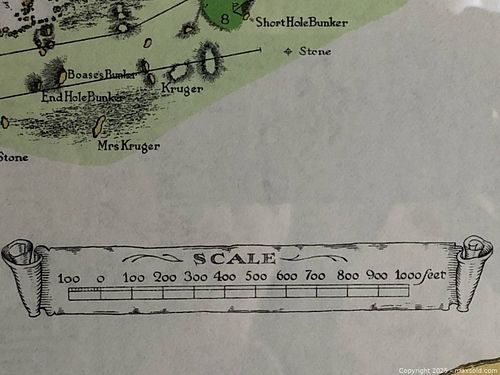 8
Short Hole Bunker
Stone
Boase's Bunker
End Hole Bunker
Kruger
Mrs Kruger
Stone
SCALE
100 0 100 200 300 400 500 600 700 800 900 1000 feet
Copyright 2025 - maxsold.com